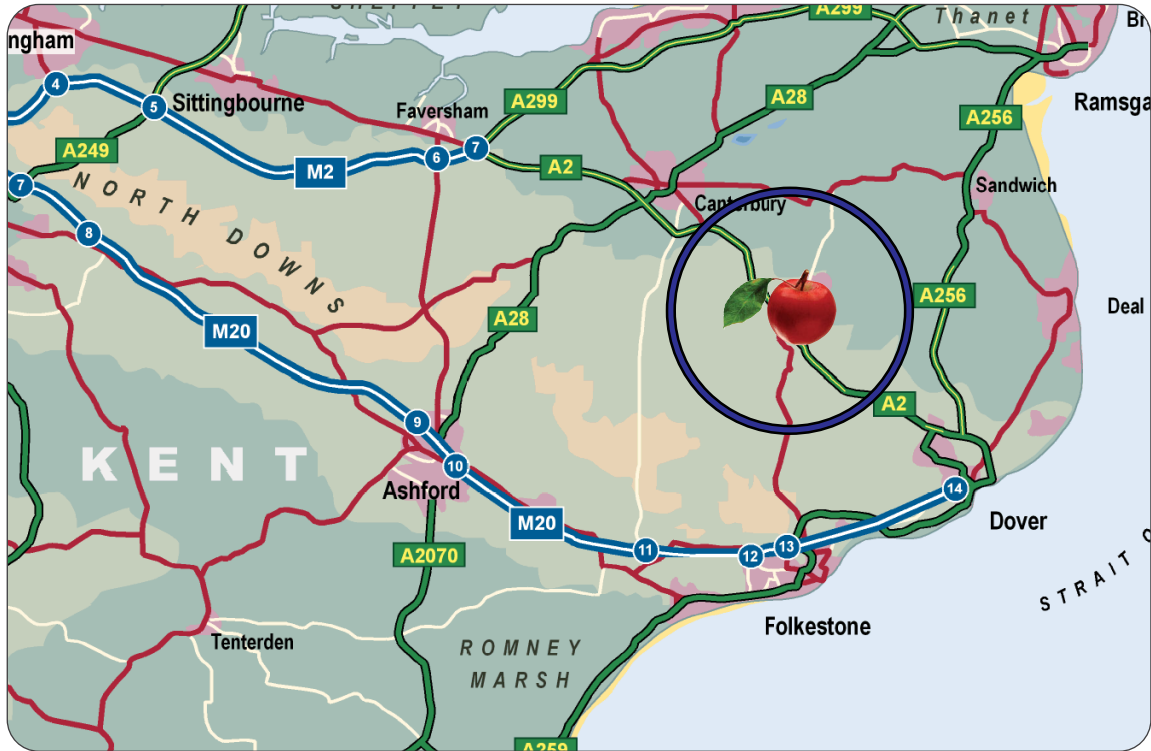 SHEPPEY
A299
Thanet
Br
ngham
4
5
Sittingbourne
Faversham
A299
A28
Ramsga
A256
A249
M2
6
7
A2
7
NORTH DOWNS
Canterbury
Sandwich
8
A256
Deal
M20
A28
A2
9
KENT
10
Ashford
14
M20
Dover
A2070
11
12
13
STRAIT O
Folkestone
Tenterden
ROMNEY
MARSH
A259